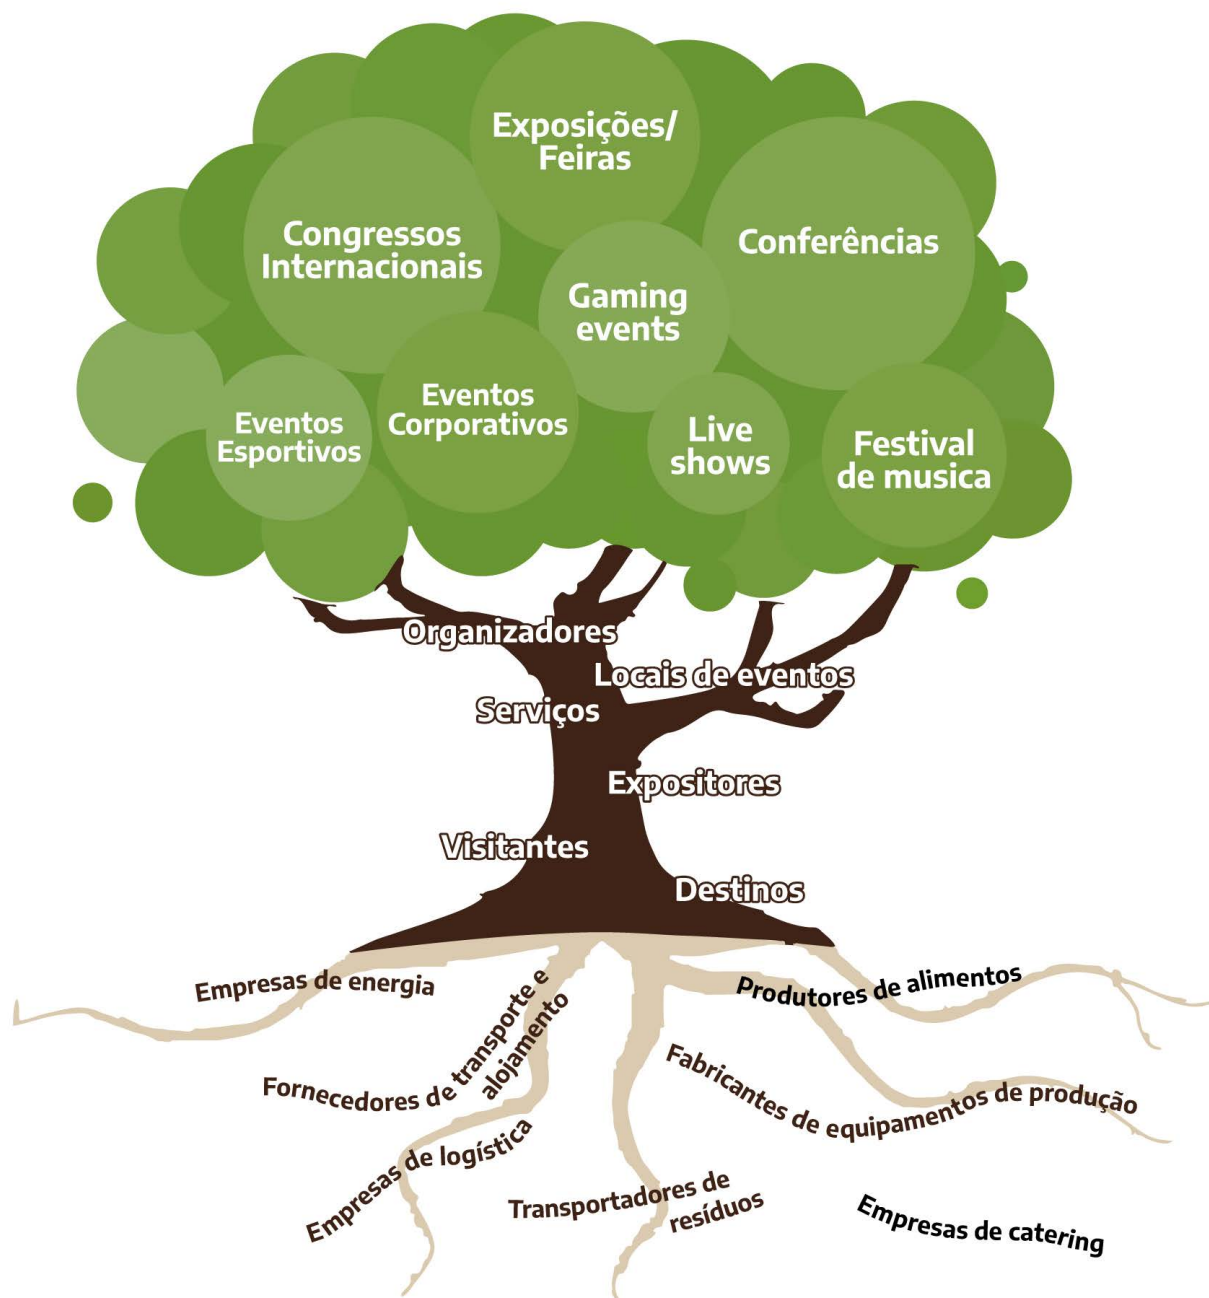 Exposições/
Feiras
Congressos
Internacionais
Conferências
Gaming
events
Eventos
Corporativos
Eventos
Esportivos
Live
shows
Festival
de musica
Organizadores
Locais de eventos
Serviços
Expositores
Visitantes
Destinos
Empresas de energia
Produtores de alimentos
Fornecedores de transporte e
alojamento
Fabricantes de equipamentos de produção
Empresas de logística
Transportadores de
resíduos
Empresas de catering